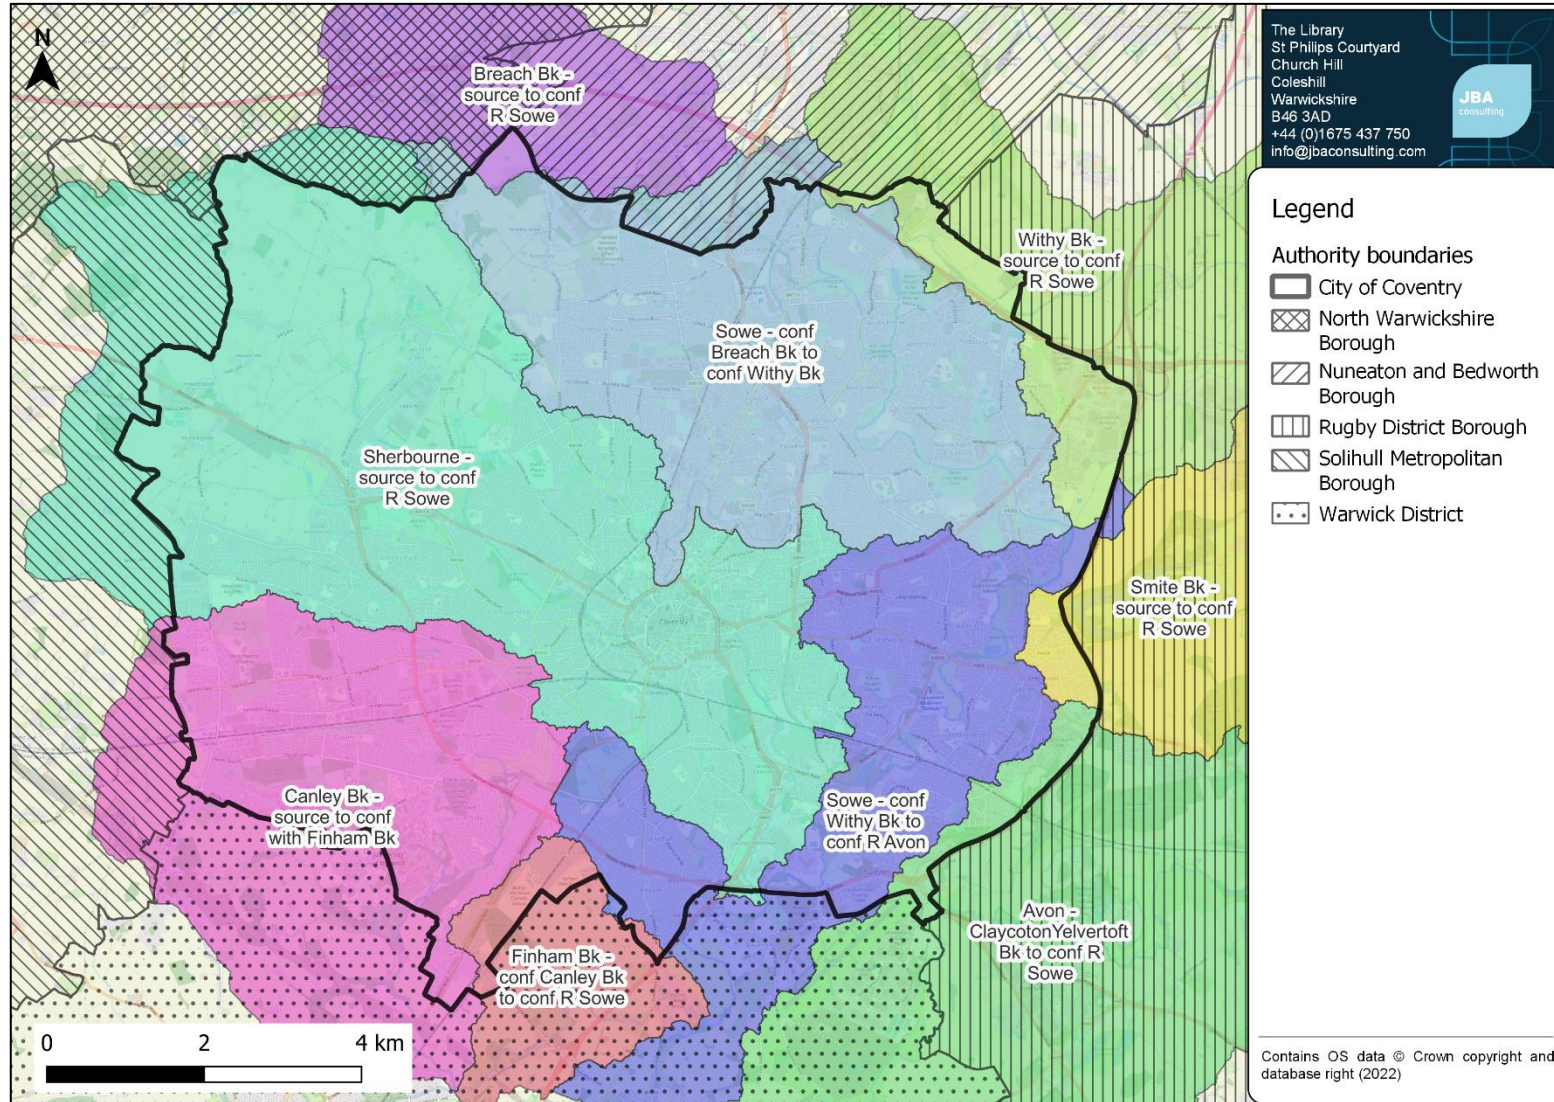 N
Breach Bk -
source to conf
R Sowe
Withy Bk -
source to conf
R Sowe
Sowe - conf
Breach Bk to
conf Withy Bk
Sherbourne -
source to conf
R Sowe
Smite Bk -
source to conf
R Sowe
Coventry
Canley Bk -
source to conf
with Finham Bk
Sowe - conf
Withy Bk to
conf R Avon
Avon -
ClaycotonYelvertoft
Bk to conf R
Sowe
Finham Bk -
conf Canley Bk
to conf R Sowe
0 2 4 km
The Library
St Philips Courtyard
Church Hill
Coleshill
Warwickshire
B46 3AD
+44 (0)1675 437 750
info@jbaconsulting.com
JBA
consulting
Legend
Authority boundaries
City of Coventry
North Warwickshire
Borough
Nuneaton and Bedworth
Borough
Rugby District Borough
Solihull Metropolitan
Borough
Warwick District
Contains OS data © Crown copyright and
database right (2022)